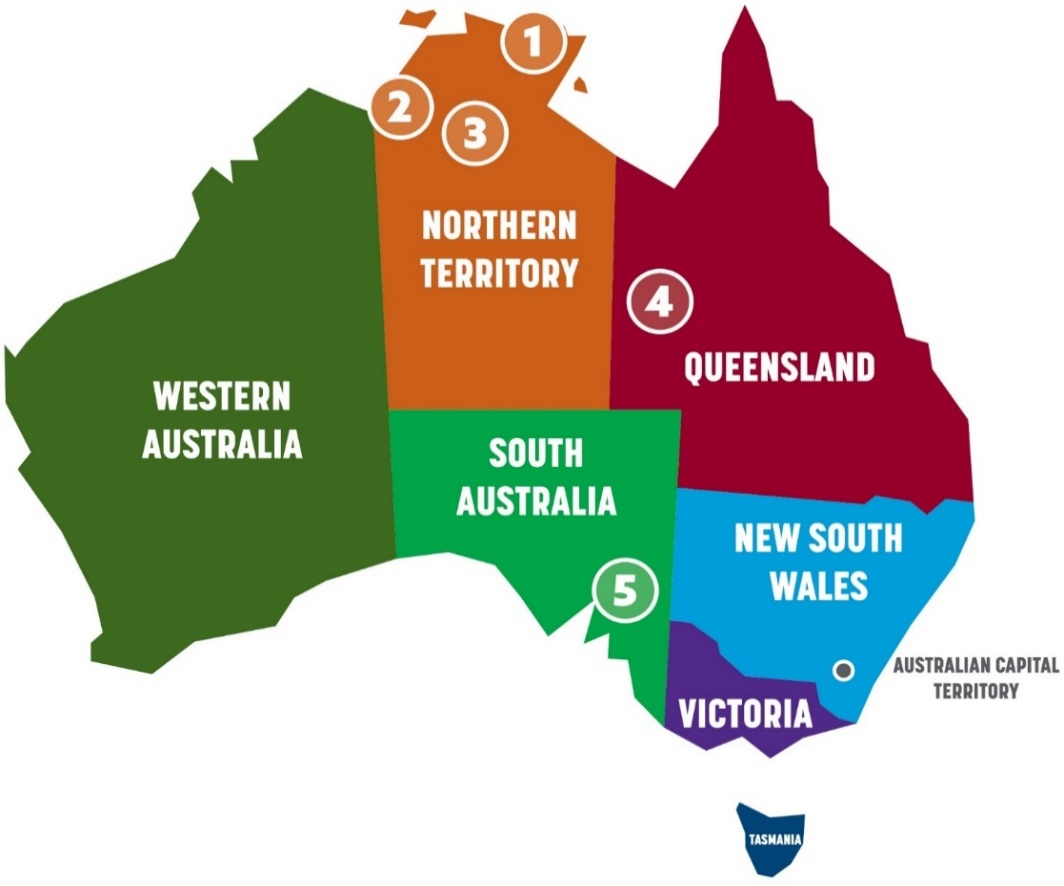 1
2
3
NORTHERN
TERRITORY
4
QUEENSLAND
WESTERN
AUSTRALIA
SOUTH
AUSTRALIA
NEW SOUTH
WALES
5
AUSTRALIAN CAPITAL
TERRITORY
VICTORIA
TASMANIA